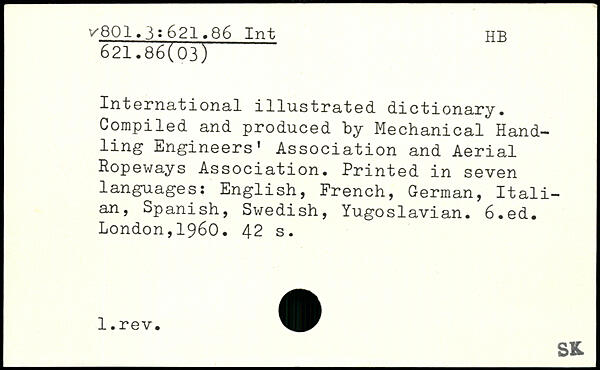 v801.3:621.86 Int HB
621.86(03)
International illustrated dictionary.
Compiled and produced by Mechanical Hand-
ling Engineers' Association and Aerial
Ropeways Association. Printed in seven
languages: English, French, German, Itali-
an, Spanish, Swedish, Yugoslavian. 6.ed.
London,1960. 42 s.
1.rev.
SK